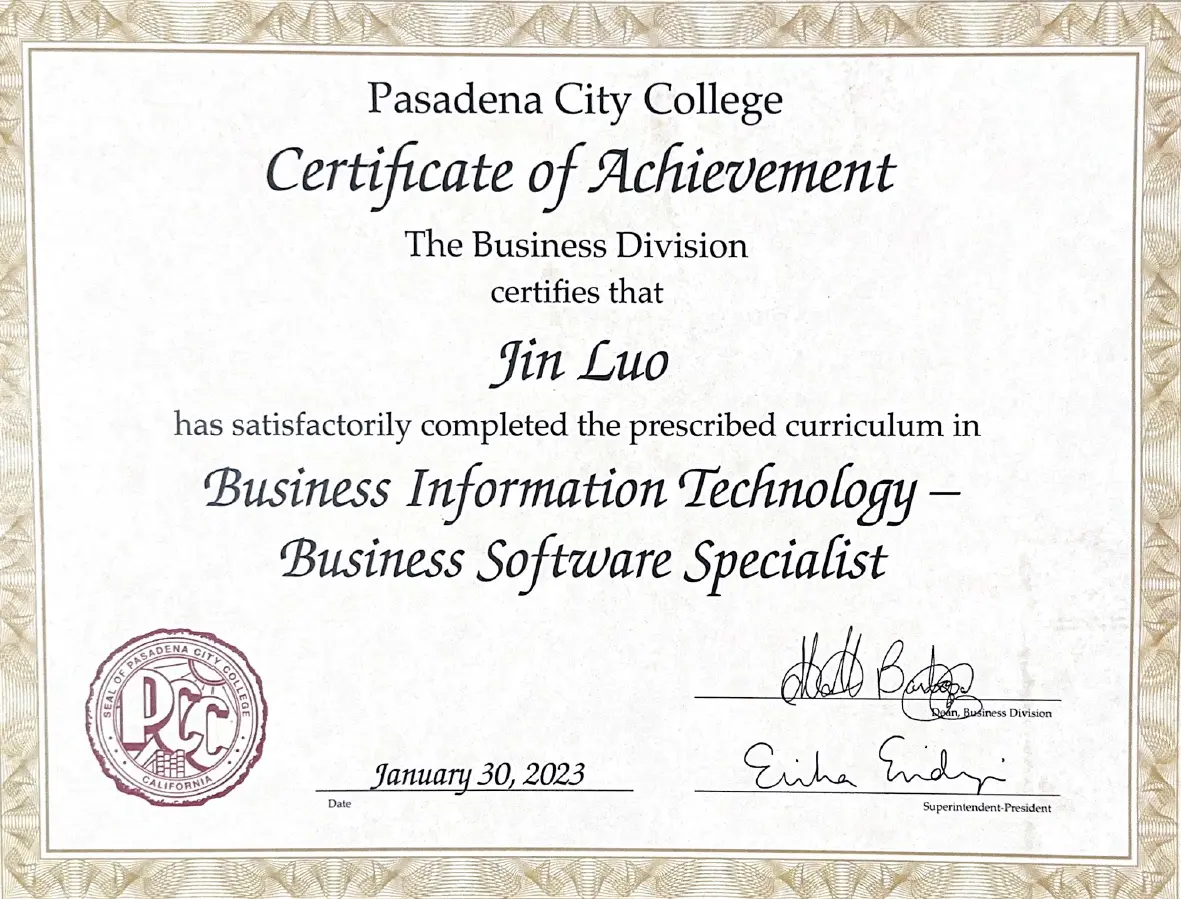 Pasadena City College
Certificate of Achievement
The Business Division
certifies that
Jin Luo
has satisfactorily completed the prescribed curriculum in
Business Information Technology –
Business Software Specialist
SEAL OF PASADENA CITY COLLEGE
PCC
CALIFORNIA
Dean, Business Division
January 30, 2023
Date
Superintendent-President